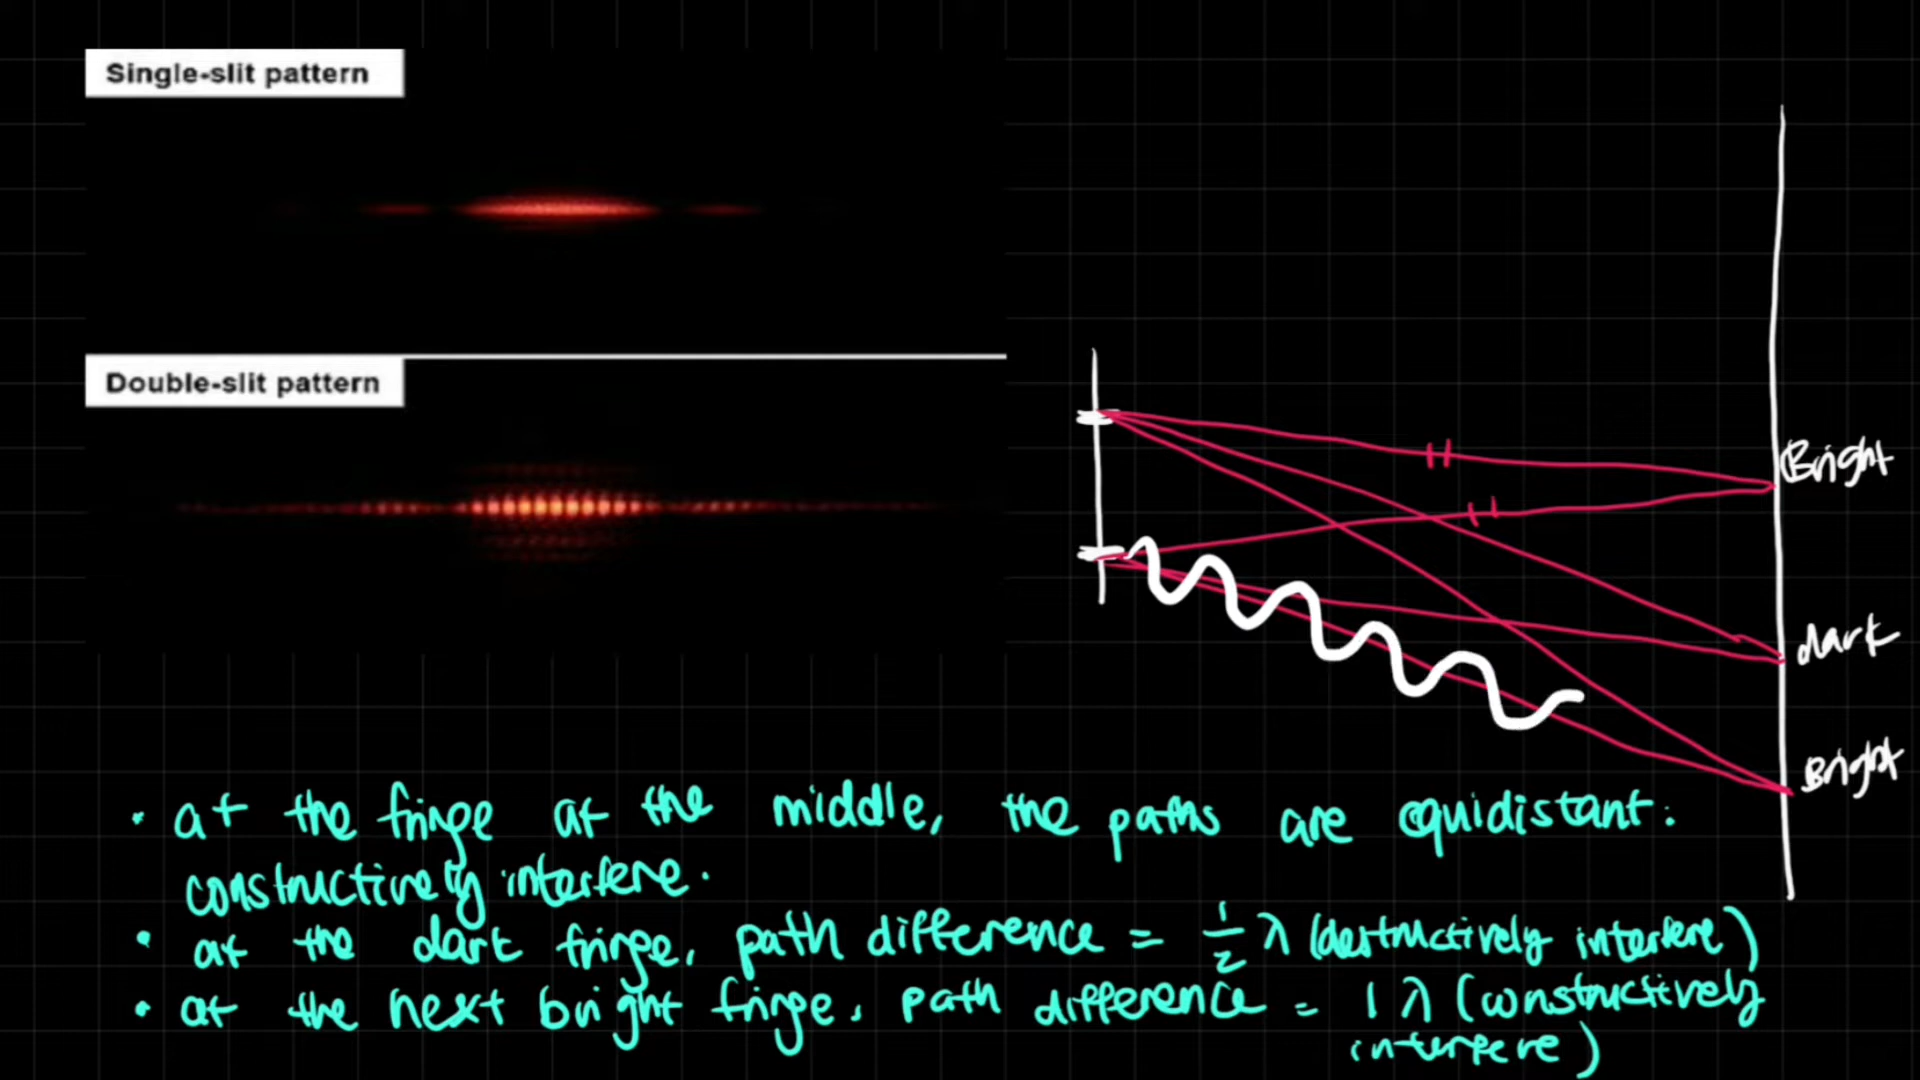 Single-slit pattern
Double-slit pattern
Bright
dark
Bright
• at the fringe at the middle, the paths are equidistant:
constructively interfere.
• at the dark fringe, path difference = 1/2 λ (destructively interfere)
• at the next bright fringe, path difference = 1 λ (constructively
interfere)